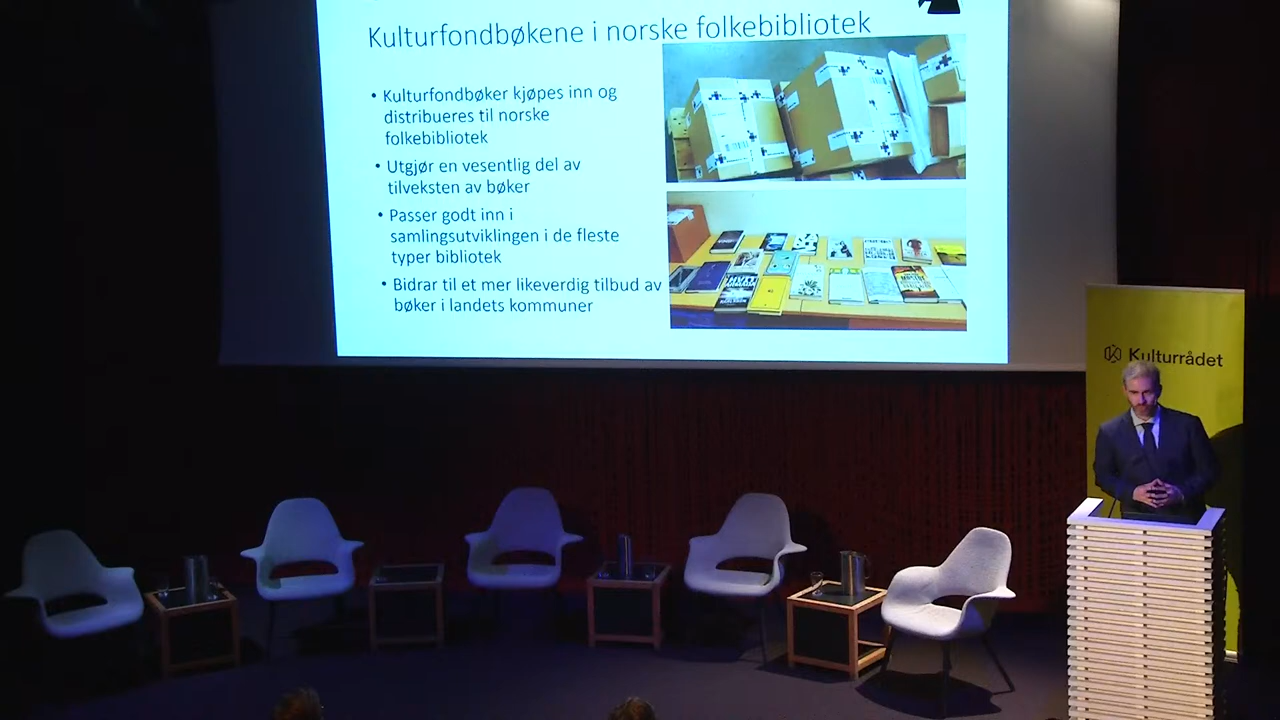 Kulturfondbøkene i norske folkebibliotek
• Kulturfondbøker kjøpes inn og
distribueres til norske
folkebibliotek
• Utgjør en vesentlig del av
tilveksten av bøker
• Passer godt inn i
samlingsutviklingen i de fleste
typer bibliotek
• Bidrar til et mer likeverdig tilbud av
bøker i landets kommuner
Kulturrådet